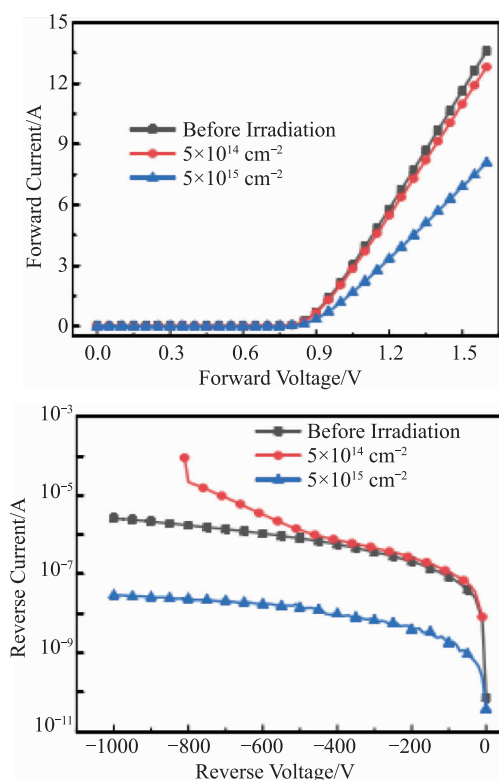 15
12
9
6
3
0
Forward Current/A
Before Irradiation
5×10¹⁴ cm⁻²
5×10¹⁵ cm⁻²
0.0 0.3 0.6 0.9 1.2 1.5
Forward Voltage/V
10⁻³
10⁻⁵
10⁻⁷
10⁻⁹
10⁻¹¹
Reverse Current/A
Before Irradiation
5×10¹⁴ cm⁻²
5×10¹⁵ cm⁻²
−1000 −800 −600 −400 −200 0
Reverse Voltage/V